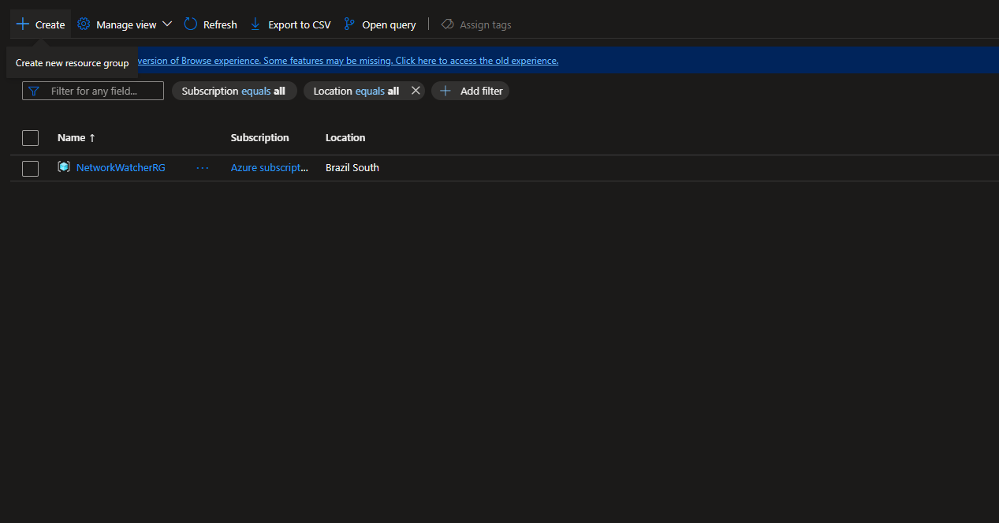 Create Manage view Refresh Export to CSV Open query Assign tags
Create new resource group
version of Browse experience. Some features may be missing. Click here to access the old experience.
Filter for any field... Subscription equals all Location equals all Add filter
Name ↑ Subscription Location
NetworkWatcherRG ... Azure subscript... Brazil South